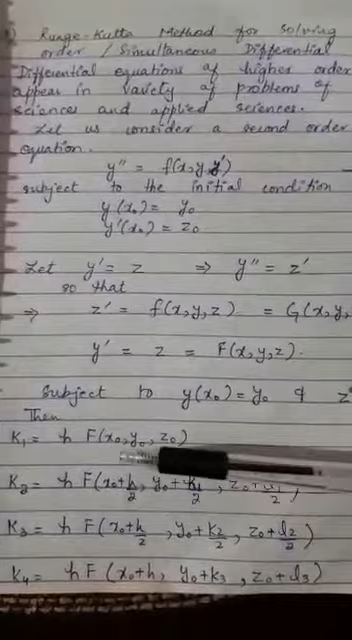 Runge-Kutta Method for solving
order / Simultaneous Differential
Differential equations of higher order
appear in variety of problems of
sciences and applied sciences.
Let us consider a second order
equation.
y'' = f(x,y,y')
subject to the initial condition
y(x₀) = y₀
y'(x₀) = z₀
Let y' = z ⇒ y'' = z'
so that
⇒ z' = f(x,y,z) = G(x,y,
y' = z = F(x,y,z).
Subject to y(x₀) = y₀ & z
Then
K₁ = h F(x₀,y₀,z₀)
K₂ = h F(x₀+h/2, y₀+K₁/2, z₀+
K₃ = h F(x₀+h/2, y₀+K₂/2, z₀+l₂/2)
K₄ = h F(x₀+h, y₀+K₃, z₀+l₃)